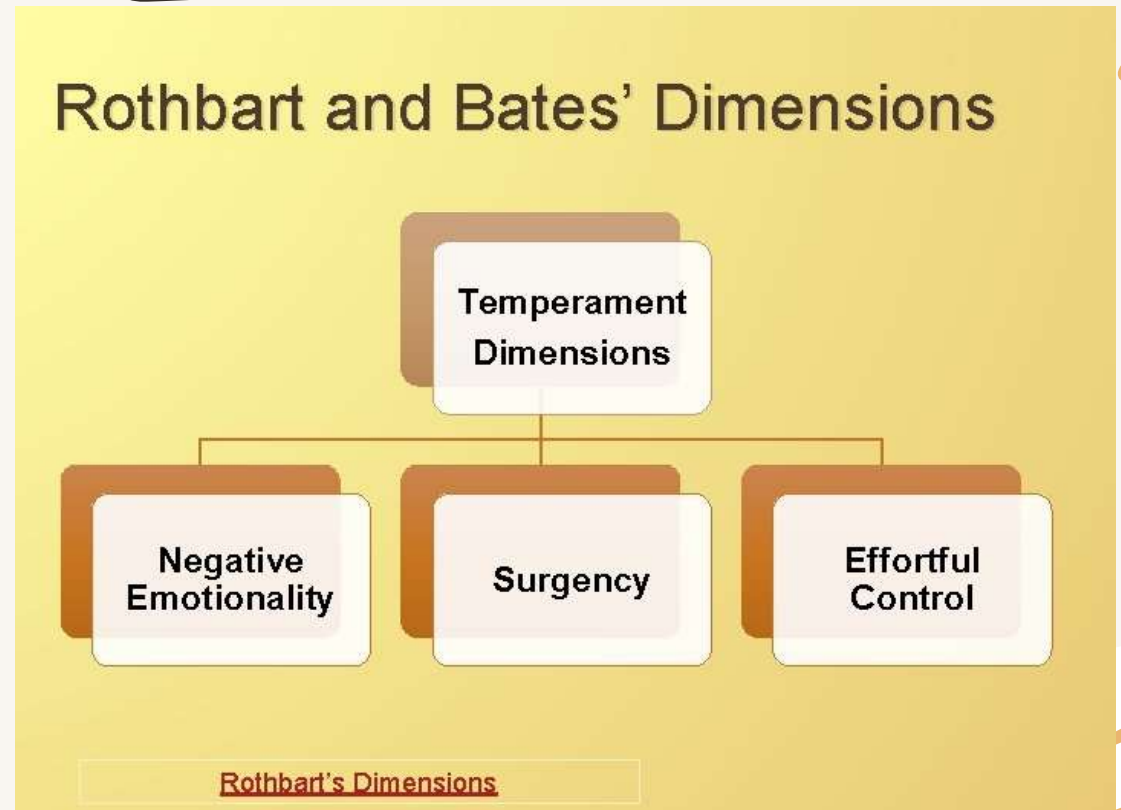 Rothbart and Bates’ Dimensions
Temperament
Dimensions
Negative
Emotionality
Surgency
Effortful
Control
Rothbart's Dimensions